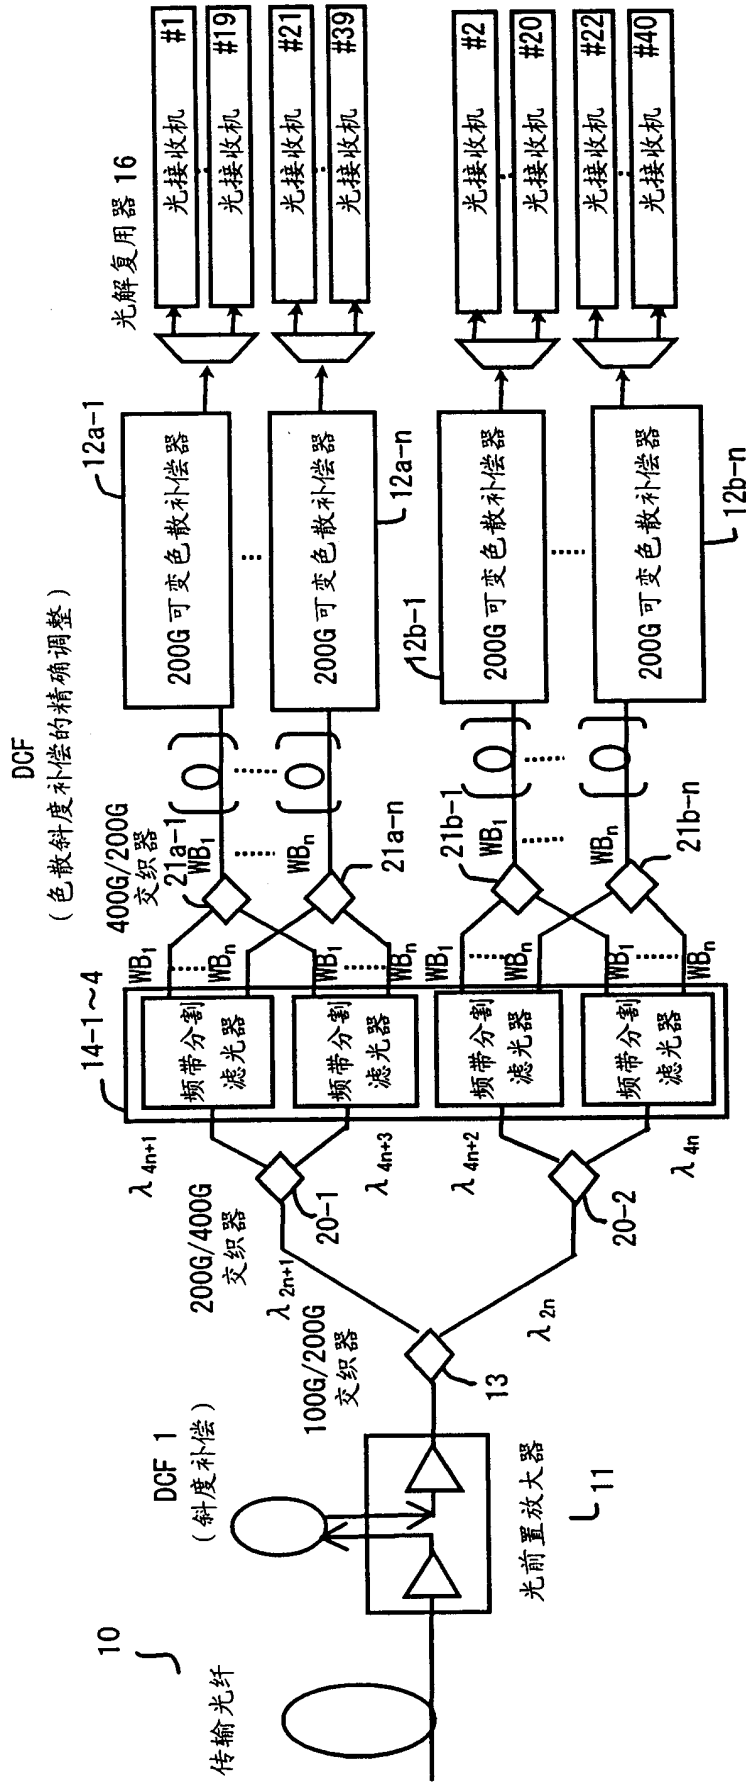 传输光纤
10
DCF 1
(斜度补偿)
光前置放大器
11
100G/200G
交织器
13
λ2n+1
λ2n
200G/400G
交织器
20-1
20-2
λ4n+1
λ4n+3
λ4n+2
λ4n
14-1~4
频带分割
滤光器
频带分割
滤光器
频带分割
滤光器
频带分割
滤光器
WB1
WBn
WB1
WBn
WB1
WBn
WB1
WBn
400G/200G
交织器
21a-1
21a-n
21b-1
21b-n
WB1
WBn
WB1
WBn
DCF
(色散斜度补偿的精确调整)
12a-1
200G可变色散补偿器
12a-n
200G可变色散补偿器
12b-1
200G可变色散补偿器
12b-n
200G可变色散补偿器
光解复用器 16
光接收机 #1
光接收机 #19
光接收机 #21
光接收机 #39
光接收机 #2
光接收机 #20
光接收机 #22
光接收机 #40